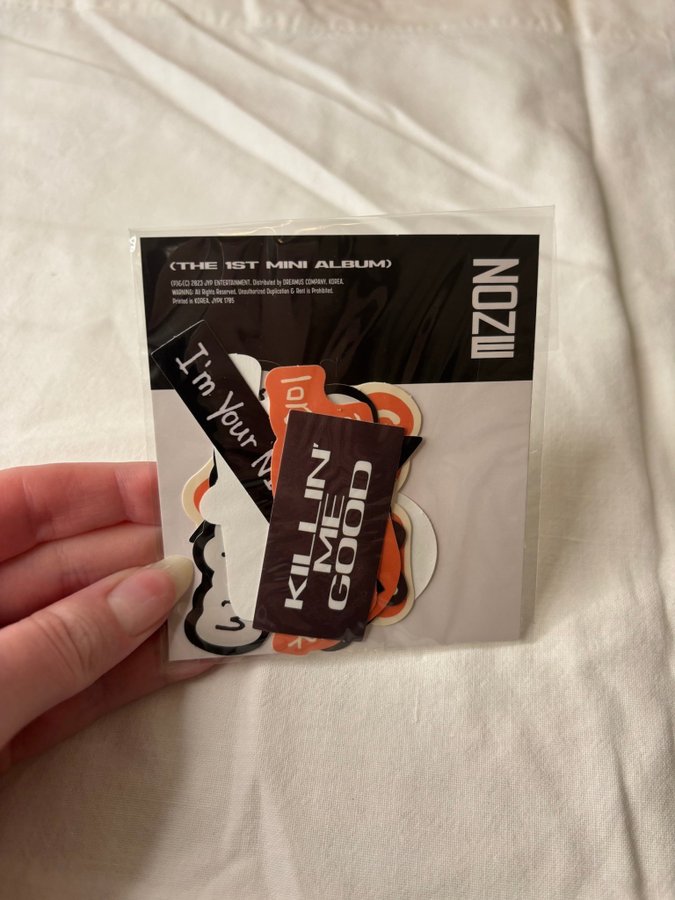 (THE 1ST MINI ALBUM)
(P)&(C) 2023 JYP ENTERTAINMENT. Distributed by DREAMUS COMPANY, KOREA.
WARNING: All Rights Reserved. Unauthorized Duplication & Rent is Prohibited.
Printed in KOREA. JYPK 1785
NOZM
I'm Your
KILLIN'
ME
GOOD